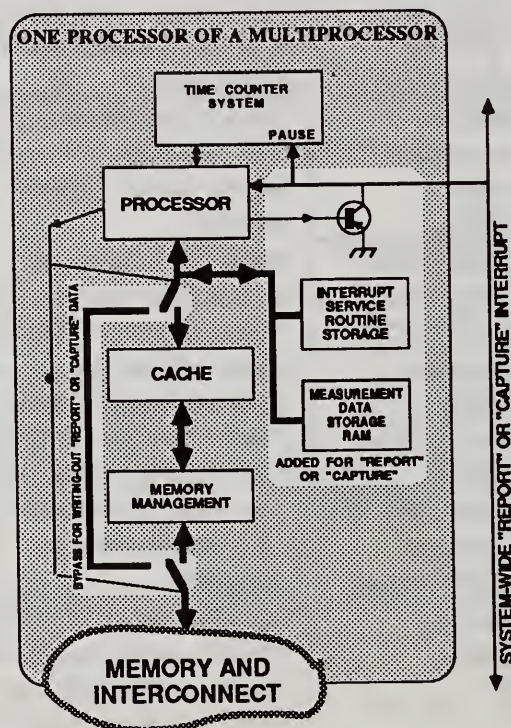 ONE PROCESSOR OF A MULTIPROCESSOR
TIME COUNTER
SYSTEM
PAUSE
PROCESSOR
INTERRUPT
SERVICE
ROUTINE
STORAGE
CACHE
MEASUREMENT
DATA
STORAGE
RAM
ADDED FOR "REPORT"
OR "CAPTURE"
MEMORY
MANAGEMENT
BYPASS FOR WRITING-OUT "REPORT" OR "CAPTURE" DATA
MEMORY AND
INTERCONNECT
SYSTEM-WIDE "REPORT" OR "CAPTURE" INTERRUPT